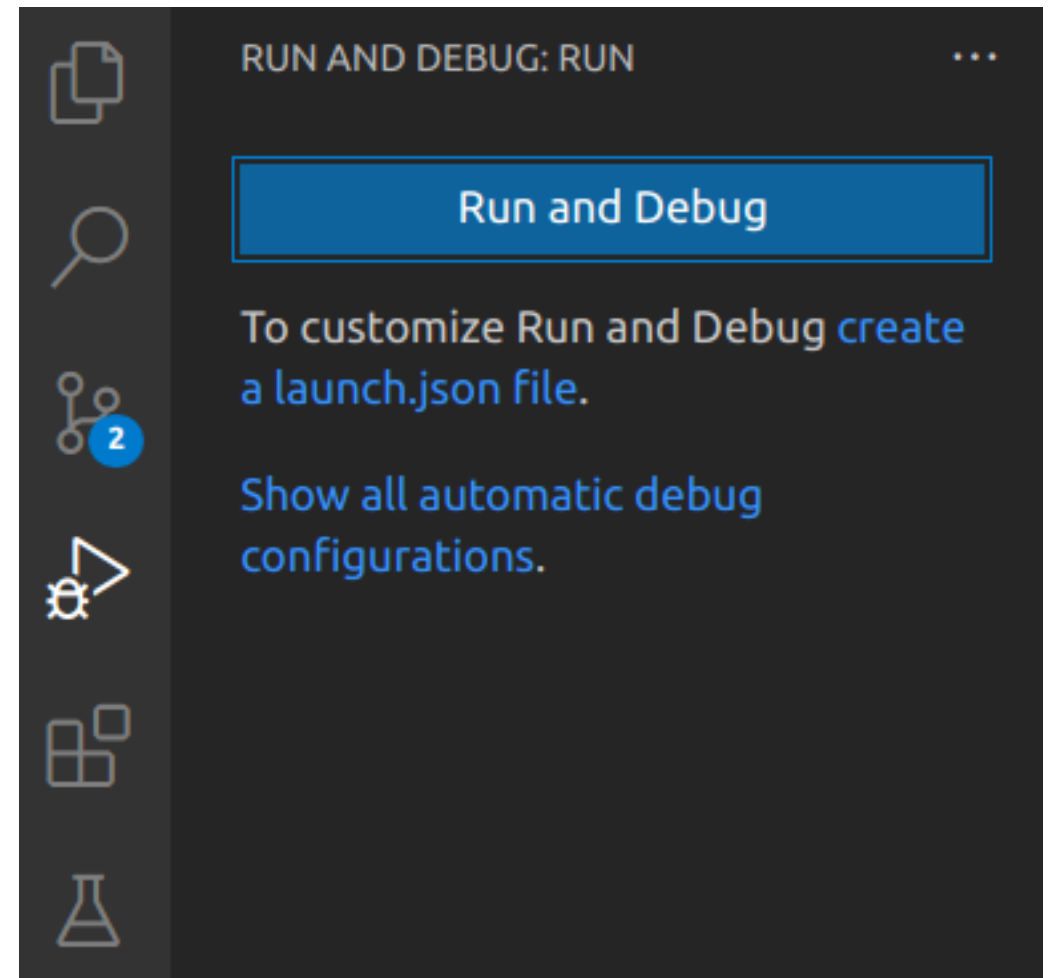 RUN AND DEBUG: RUN
Run and Debug
To customize Run and Debug create
a launch.json file.
2
Show all automatic debug
configurations.